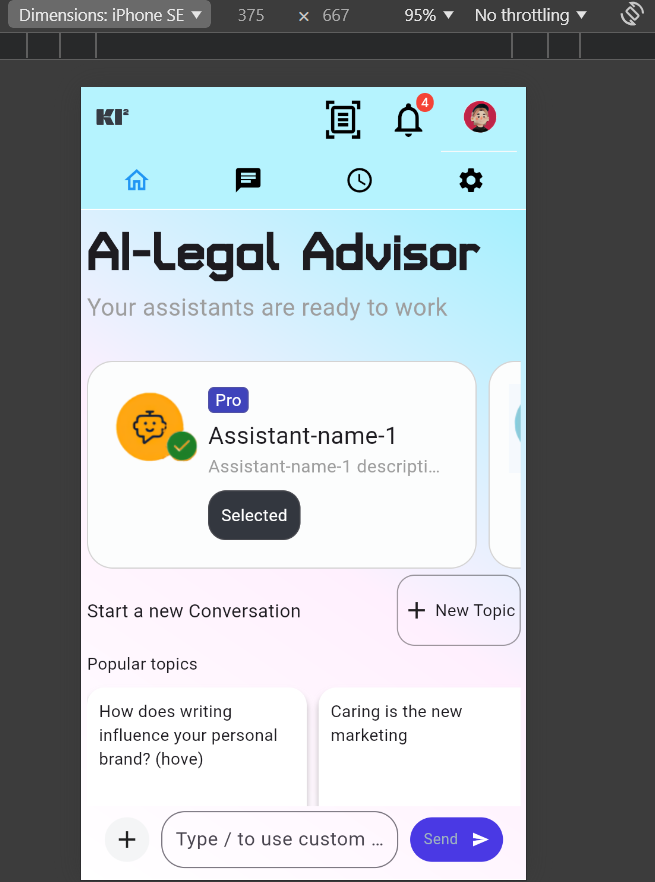 Dimensions: iPhone SE ▼ 375 × 667 95% ▼ No throttling ▼
KI²
4
AI-Legal Advisor
Your assistants are ready to work
Pro
Assistant-name-1
Assistant-name-1 descripti...
Selected
Start a new Conversation
+ New Topic
Popular topics
How does writing
influence your personal
brand? (hove)
Caring is the new
marketing
Type / to use custom ...
Send